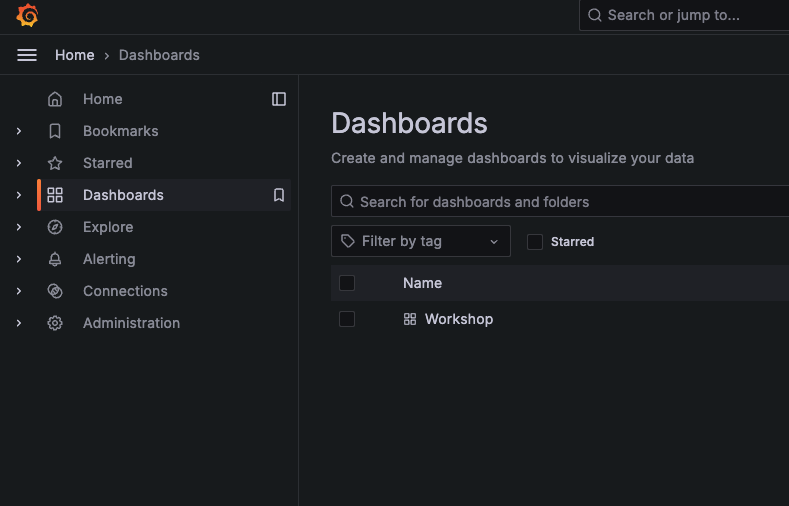 Search or jump to...
Home › Dashboards
Home
Bookmarks
Starred
Dashboards
Explore
Alerting
Connections
Administration
Dashboards
Create and manage dashboards to visualize your data
Search for dashboards and folders
Filter by tag
Starred
Name
Workshop